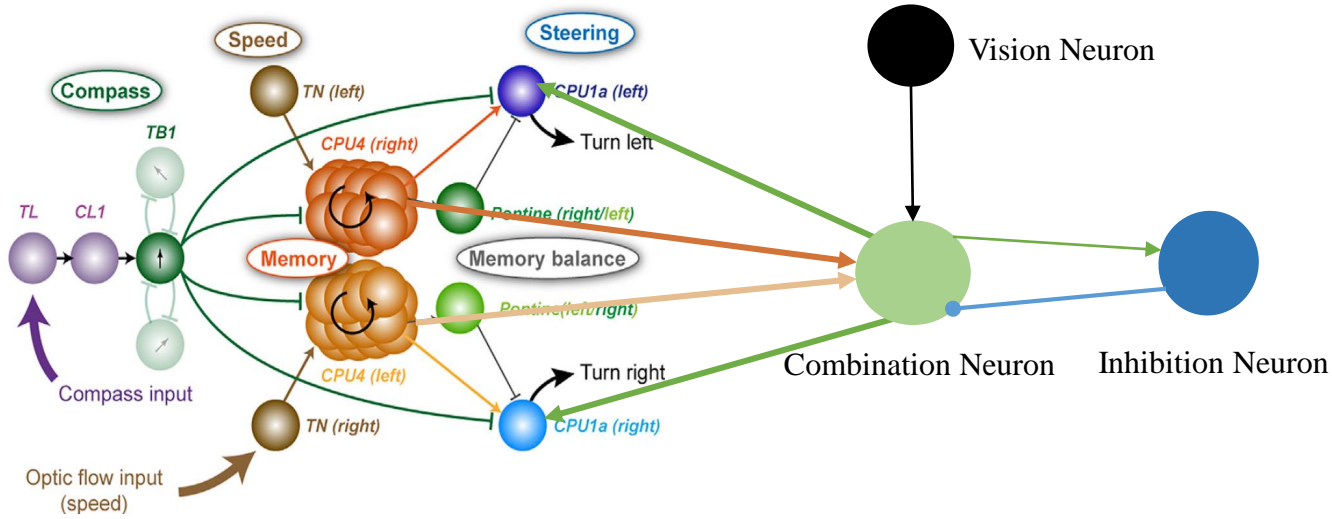 Speed
Steering
Vision Neuron
Compass
TN (left)
CPU1a (left)
TB1
CPU4 (right)
Turn left
TL
CL1
Pontine (right/left)
Memory
Memory balance
Pontine(left/right)
Combination Neuron
Inhibition Neuron
Turn right
CPU4 (left)
Compass input
TN (right)
CPU1a (right)
Optic flow input
(speed)